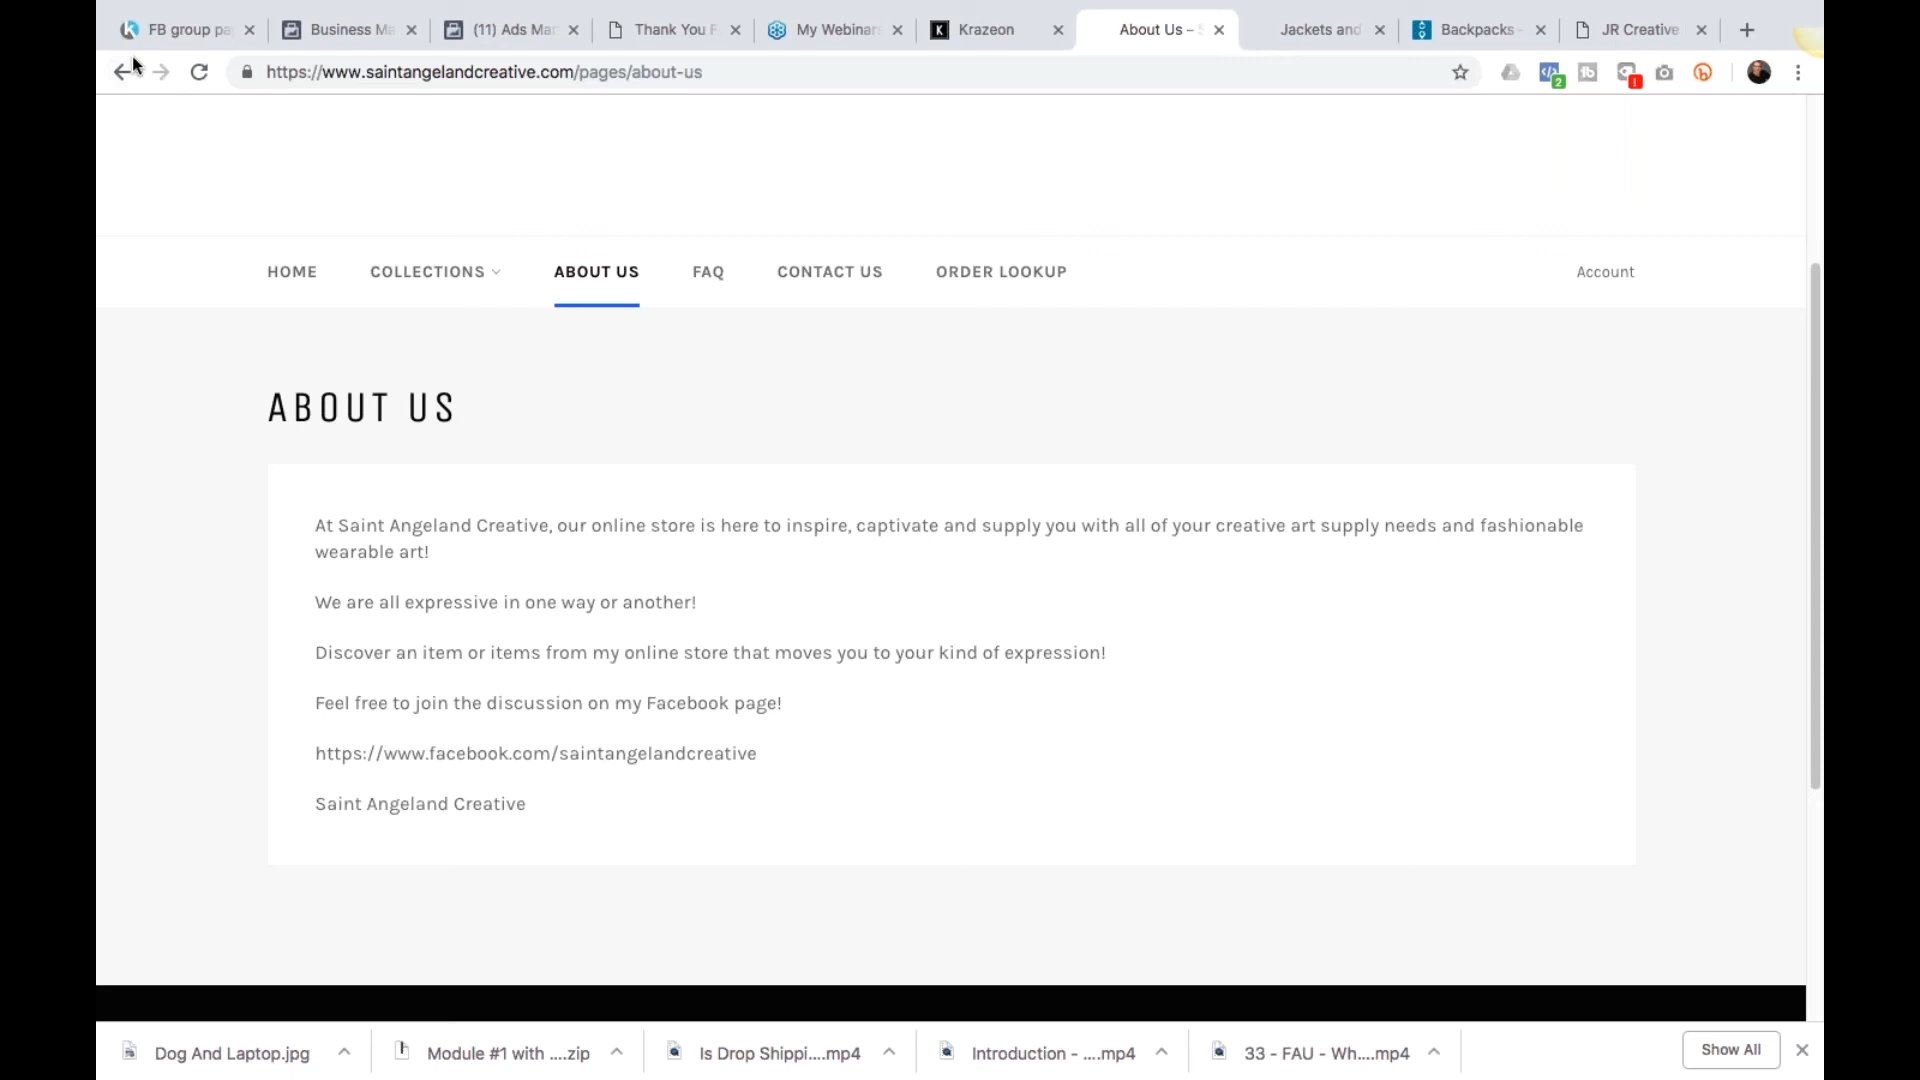 FB group pa
Business Ma
(11) Ads Man
Thank You P
My Webinar
Krazeon
About Us – S
Jackets and
Backpacks -
JR Creative
https://www.saintangelandcreative.com/pages/about-us
2
HOME
COLLECTIONS
ABOUT US
FAQ
CONTACT US
ORDER LOOKUP
Account
ABOUT US
At Saint Angeland Creative, our online store is here to inspire, captivate and supply you with all of your creative art supply needs and fashionable
wearable art!
We are all expressive in one way or another!
Discover an item or items from my online store that moves you to your kind of expression!
Feel free to join the discussion on my Facebook page!
https://www.facebook.com/saintangelandcreative
Saint Angeland Creative
Dog And Laptop.jpg
Module #1 with ....zip
Is Drop Shippi....mp4
Introduction - ....mp4
33 - FAU - Wh....mp4
Show All